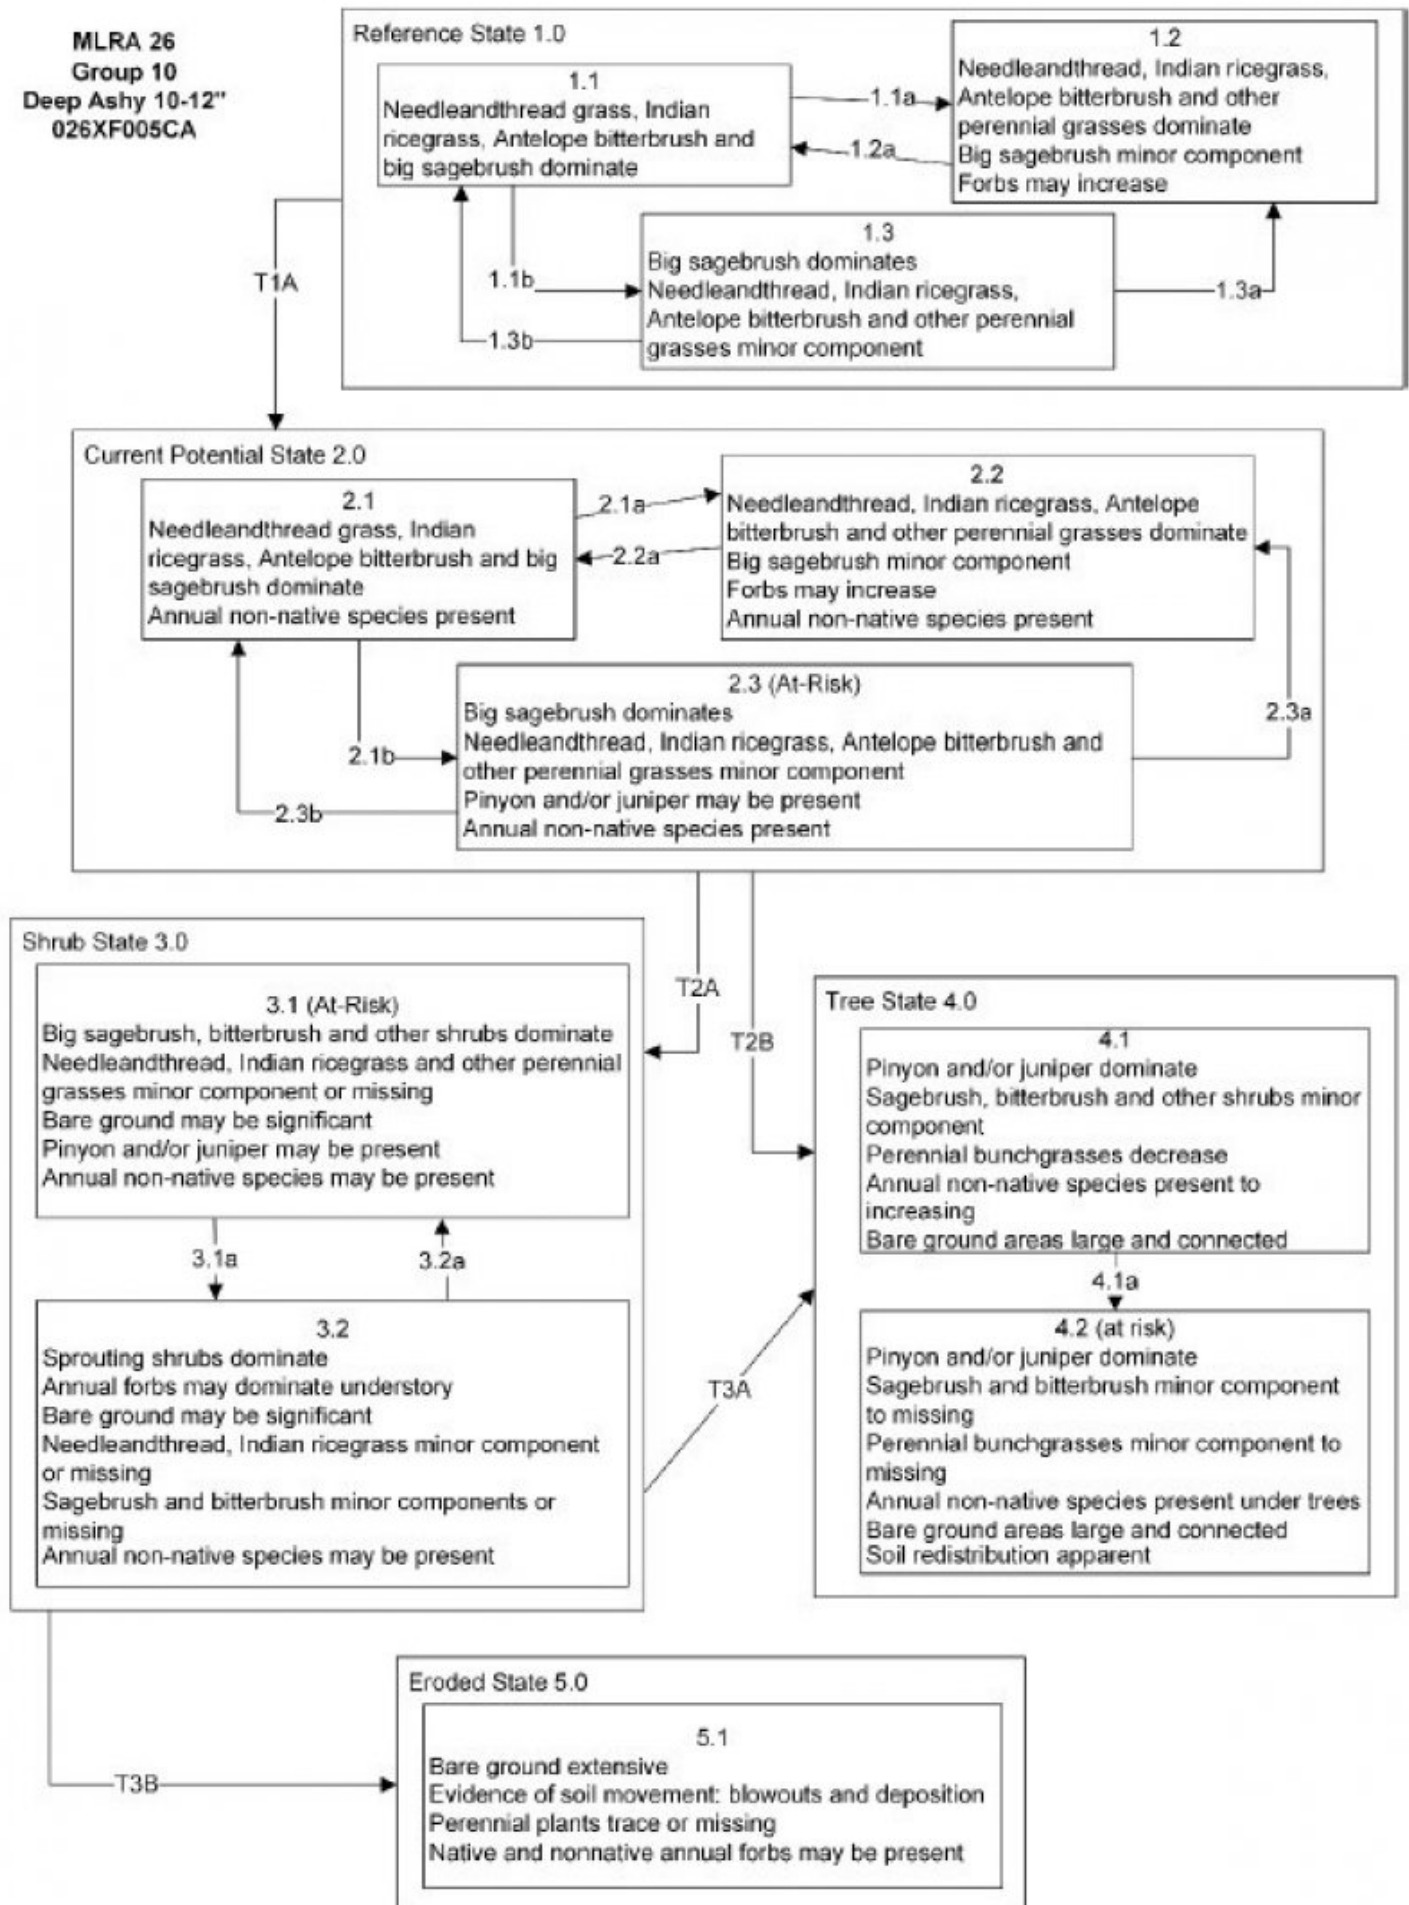 MLRA 26
Group 10
Deep Ashy 10-12"
026XF005CA
Reference State 1.0
1.1
Needleandthread grass, Indian
ricegrass, Antelope bitterbrush and
big sagebrush dominate
1.1a
1.2a
1.2
Needleandthread, Indian ricegrass,
Antelope bitterbrush and other
perennial grasses dominate
Big sagebrush minor component
Forbs may increase
1.3
Big sagebrush dominates
Needleandthread, Indian ricegrass,
Antelope bitterbrush and other perennial
grasses minor component
1.1b
1.3b
1.3a
T1A
Current Potential State 2.0
2.1
Needleandthread grass, Indian
ricegrass, Antelope bitterbrush and big
sagebrush dominate
Annual non-native species present
2.1a
2.2a
2.2
Needleandthread, Indian ricegrass, Antelope
bitterbrush and other perennial grasses dominate
Big sagebrush minor component
Forbs may increase
Annual non-native species present
2.3 (At-Risk)
Big sagebrush dominates
Needleandthread, Indian ricegrass, Antelope bitterbrush and
other perennial grasses minor component
Pinyon and/or juniper may be present
Annual non-native species present
2.1b
2.3b
2.3a
T2A
T2B
Shrub State 3.0
3.1 (At-Risk)
Big sagebrush, bitterbrush and other shrubs dominate
Needleandthread, Indian ricegrass and other perennial
grasses minor component or missing
Bare ground may be significant
Pinyon and/or juniper may be present
Annual non-native species may be present
3.1a
3.2a
3.2
Sprouting shrubs dominate
Annual forbs may dominate understory
Bare ground may be significant
Needleandthread, Indian ricegrass minor component
or missing
Sagebrush and bitterbrush minor components or
missing
Annual non-native species may be present
T3A
Tree State 4.0
4.1
Pinyon and/or juniper dominate
Sagebrush, bitterbrush and other shrubs minor
component
Perennial bunchgrasses decrease
Annual non-native species present to
increasing
Bare ground areas large and connected
4.1a
4.2 (at risk)
Pinyon and/or juniper dominate
Sagebrush and bitterbrush minor component
to missing
Perennial bunchgrasses minor component to
missing
Annual non-native species present under trees
Bare ground areas large and connected
Soil redistribution apparent
T3B
Eroded State 5.0
5.1
Bare ground extensive
Evidence of soil movement: blowouts and deposition
Perennial plants trace or missing
Native and nonnative annual forbs may be present